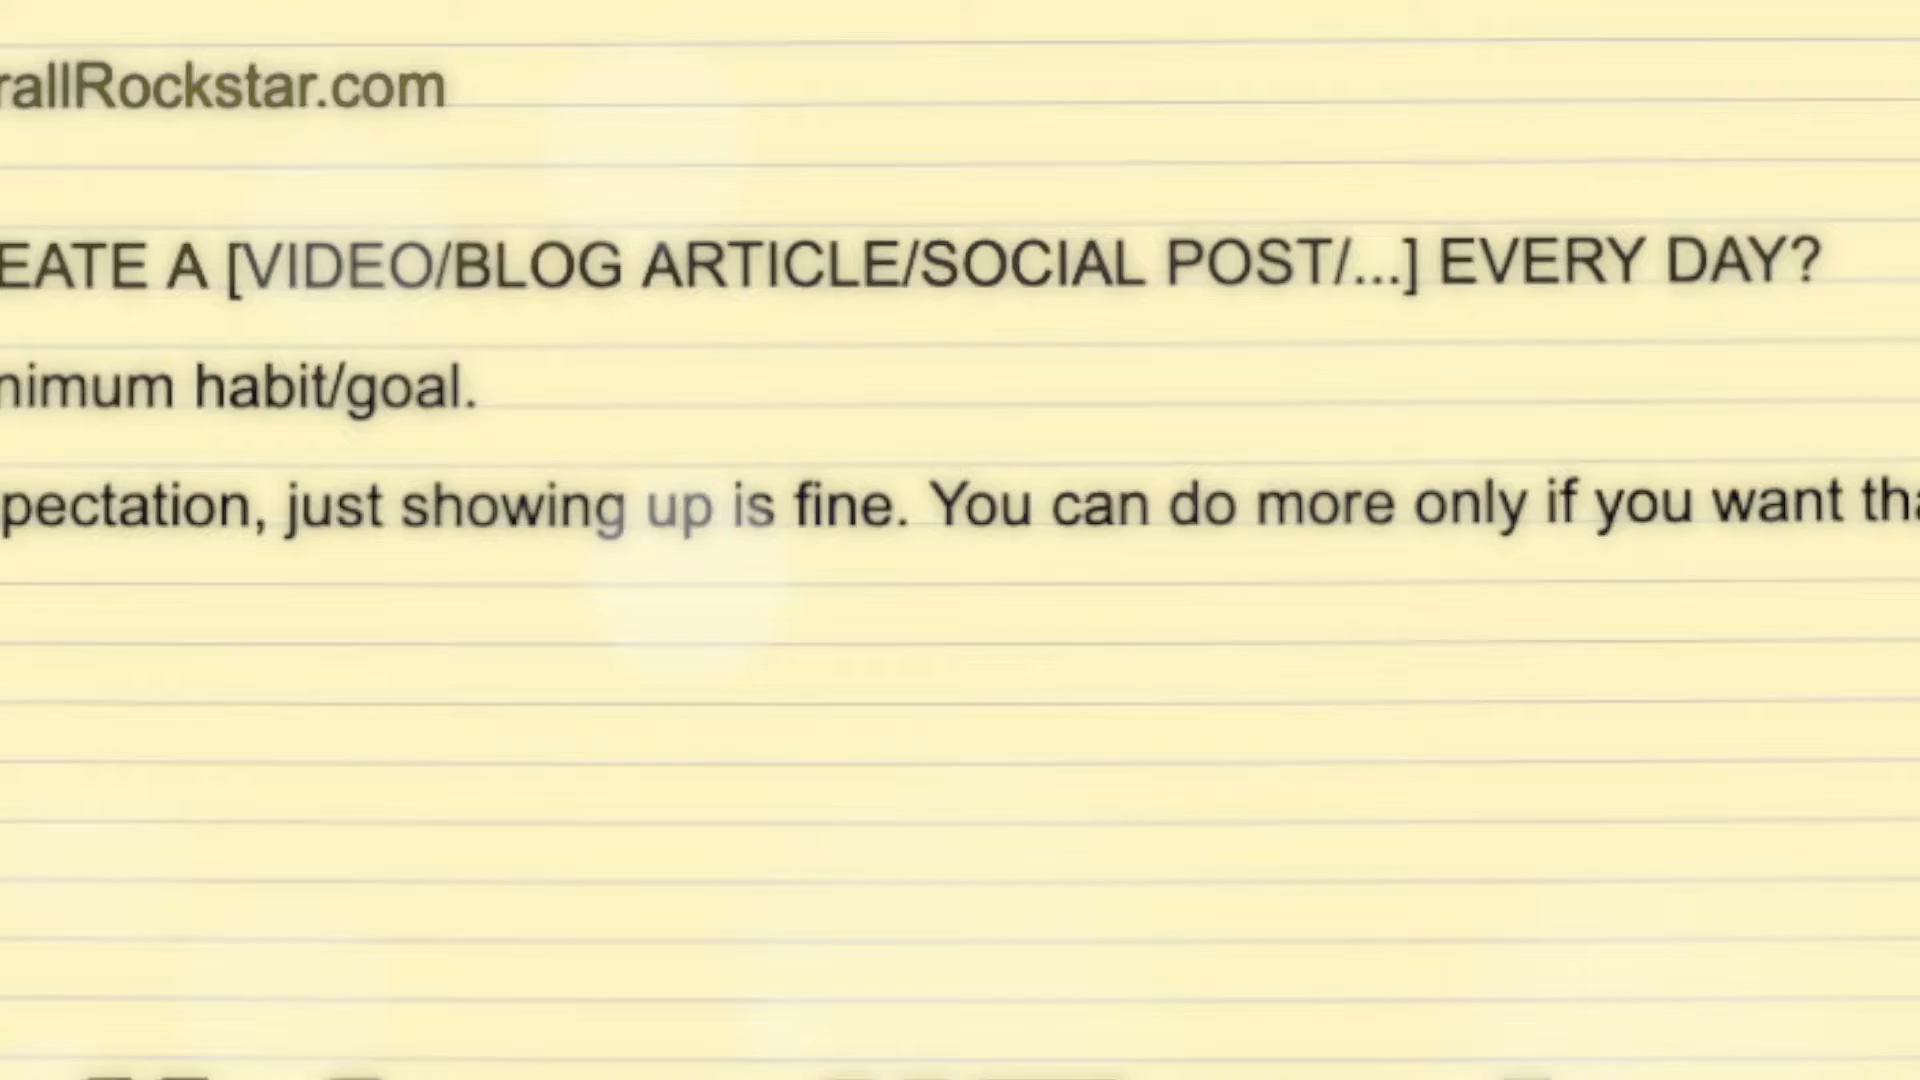 rallRockstar.com
EATE A [VIDEO/BLOG ARTICLE/SOCIAL POST/...] EVERY DAY?
nimum habit/goal.
pectation, just showing up is fine. You can do more only if you want tha